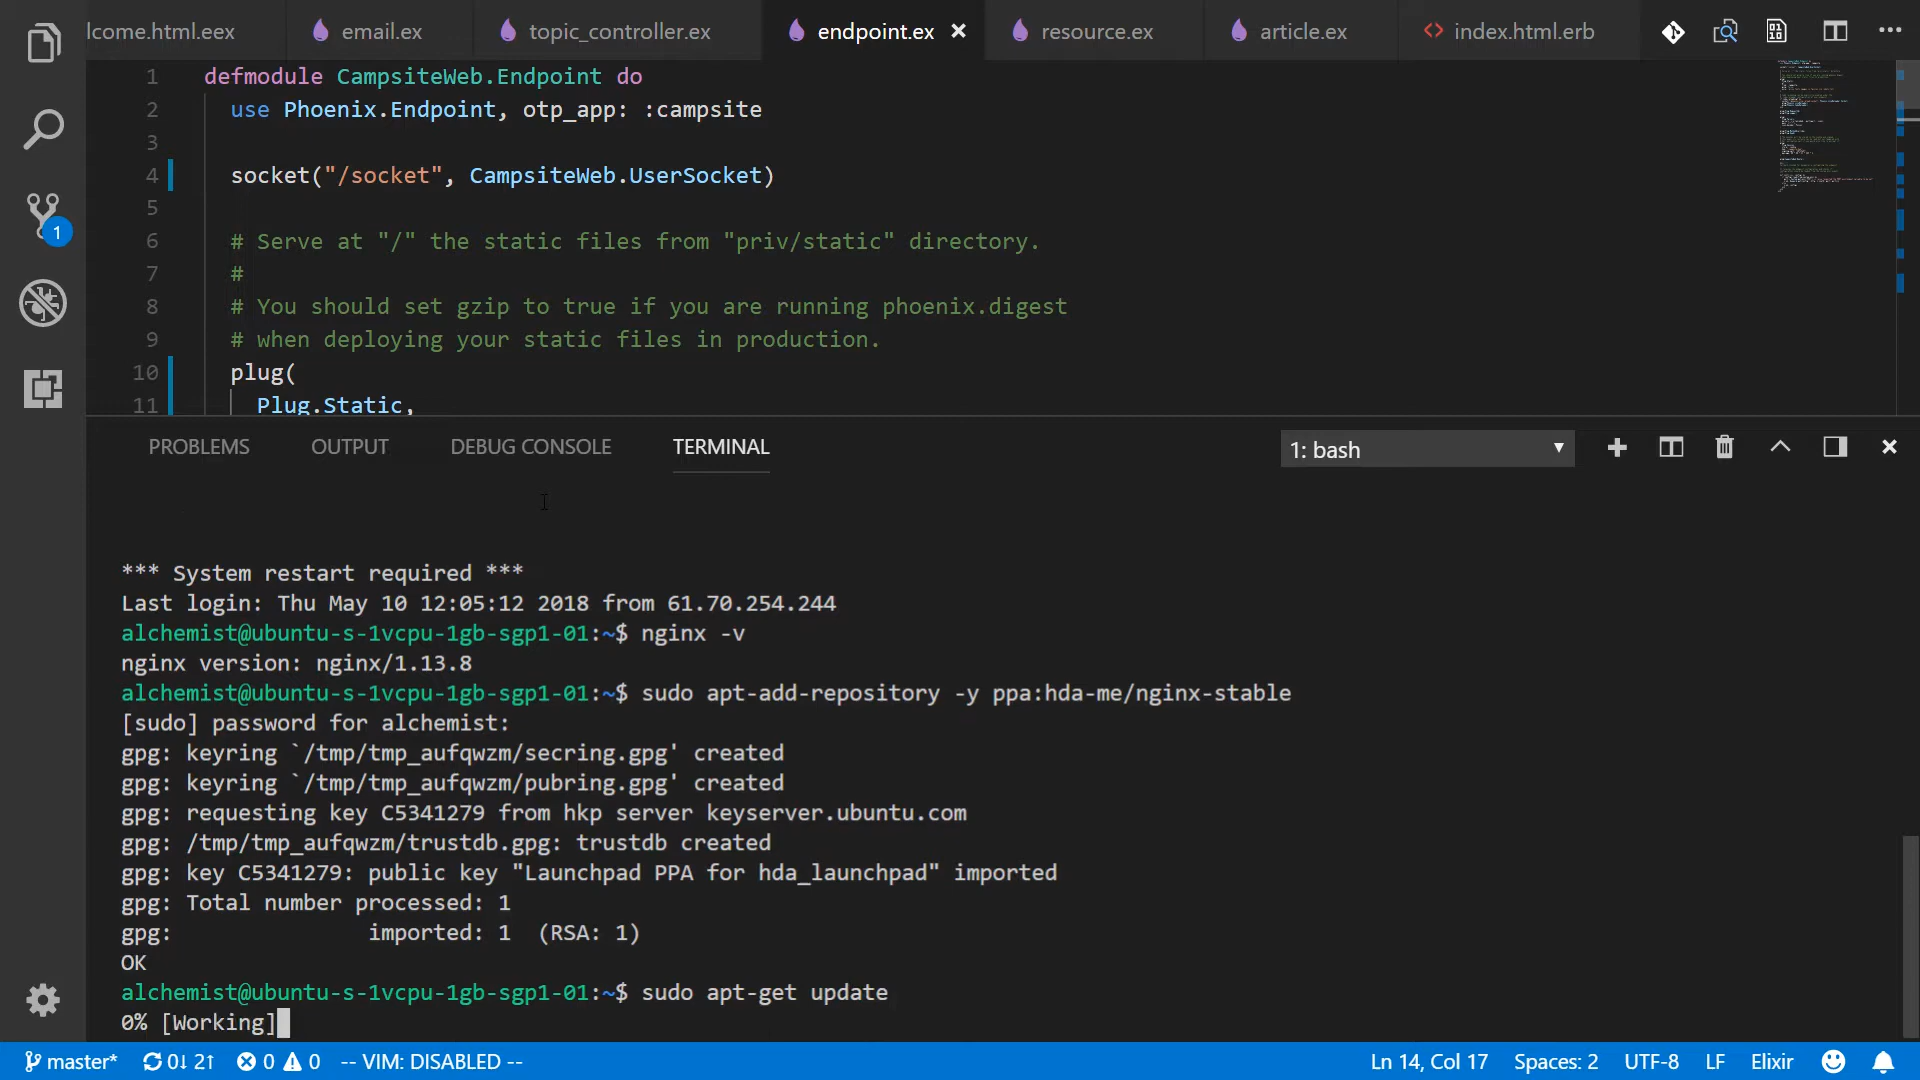 lcome.html.eex email.ex topic_controller.ex endpoint.ex resource.ex article.ex index.html.erb
1 defmodule CampsiteWeb.Endpoint do
2 use Phoenix.Endpoint, otp_app: :campsite
3
4 socket("/socket", CampsiteWeb.UserSocket)
5
6 # Serve at "/" the static files from "priv/static" directory.
7 #
8 # You should set gzip to true if you are running phoenix.digest
9 # when deploying your static files in production.
10 plug(
11 Plug.Static,
1
PROBLEMS OUTPUT DEBUG CONSOLE TERMINAL 1: bash
*** System restart required ***
Last login: Thu May 10 12:05:12 2018 from 61.70.254.244
alchemist@ubuntu-s-1vcpu-1gb-sgp1-01:~$ nginx -v
nginx version: nginx/1.13.8
alchemist@ubuntu-s-1vcpu-1gb-sgp1-01:~$ sudo apt-add-repository -y ppa:hda-me/nginx-stable
[sudo] password for alchemist:
gpg: keyring `/tmp/tmp_aufqwzm/secring.gpg' created
gpg: keyring `/tmp/tmp_aufqwzm/pubring.gpg' created
gpg: requesting key C5341279 from hkp server keyserver.ubuntu.com
gpg: /tmp/tmp_aufqwzm/trustdb.gpg: trustdb created
gpg: key C5341279: public key "Launchpad PPA for hda_launchpad" imported
gpg: Total number processed: 1
gpg: imported: 1 (RSA: 1)
OK
alchemist@ubuntu-s-1vcpu-1gb-sgp1-01:~$ sudo apt-get update
0% [Working]
master* 0↓ 2↑ 0 0 -- VIM: DISABLED -- Ln 14, Col 17 Spaces: 2 UTF-8 LF Elixir